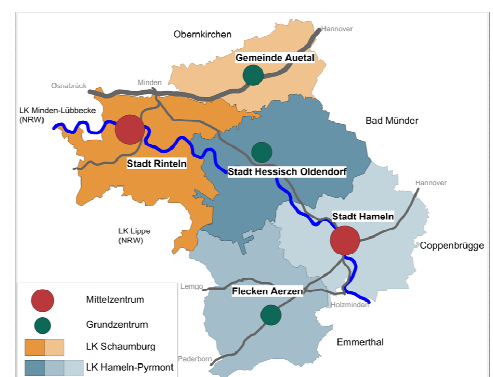 Obernkirchen
Hannover
Gemeinde Auetal
Osnabrück
Minden
LK Minden-Lübbecke
(NRW)
Bad Münder
Stadt Rinteln
Stadt Hessisch Oldendorf
Hannover
Stadt Hameln
LK Lippe
(NRW)
Coppenbrügge
Lemgo
Flecken Aerzen
Holzminden
Mittelzentrum
Grundzentrum
Emmerthal
LK Schaumburg
Paderborn
LK Hameln-Pyrmont